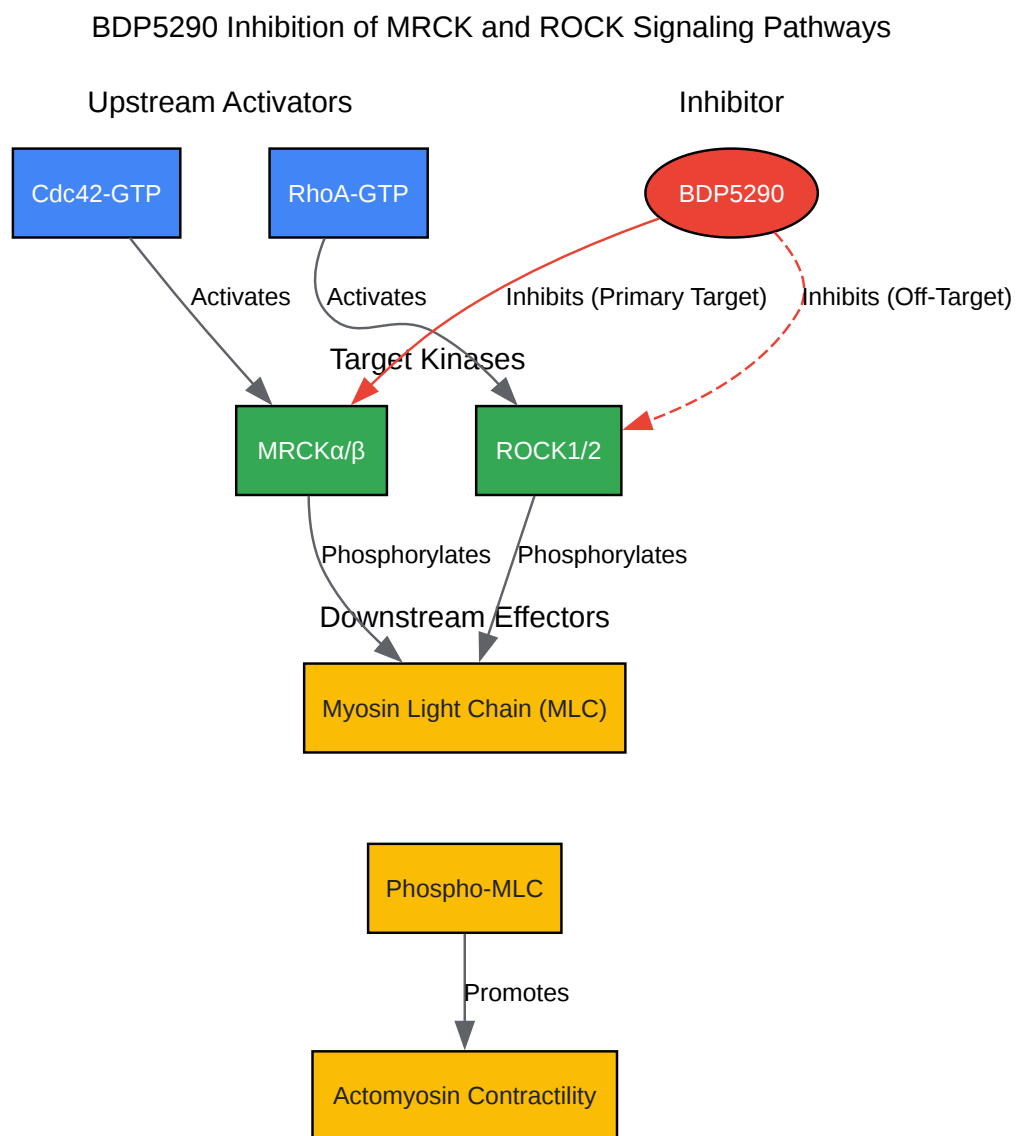 BDP5290 Inhibition of MRCK and ROCK Signaling Pathways
Upstream Activators
Inhibitor
Cdc42-GTP
RhoA-GTP
BDP5290
Activates
Activates
Inhibits (Primary Target)
Inhibits (Off-Target)
Target Kinases
MRCKα/β
ROCK1/2
Phosphorylates
Phosphorylates
Downstream Effectors
Myosin Light Chain (MLC)
Phospho-MLC
Promotes
Actomyosin Contractility